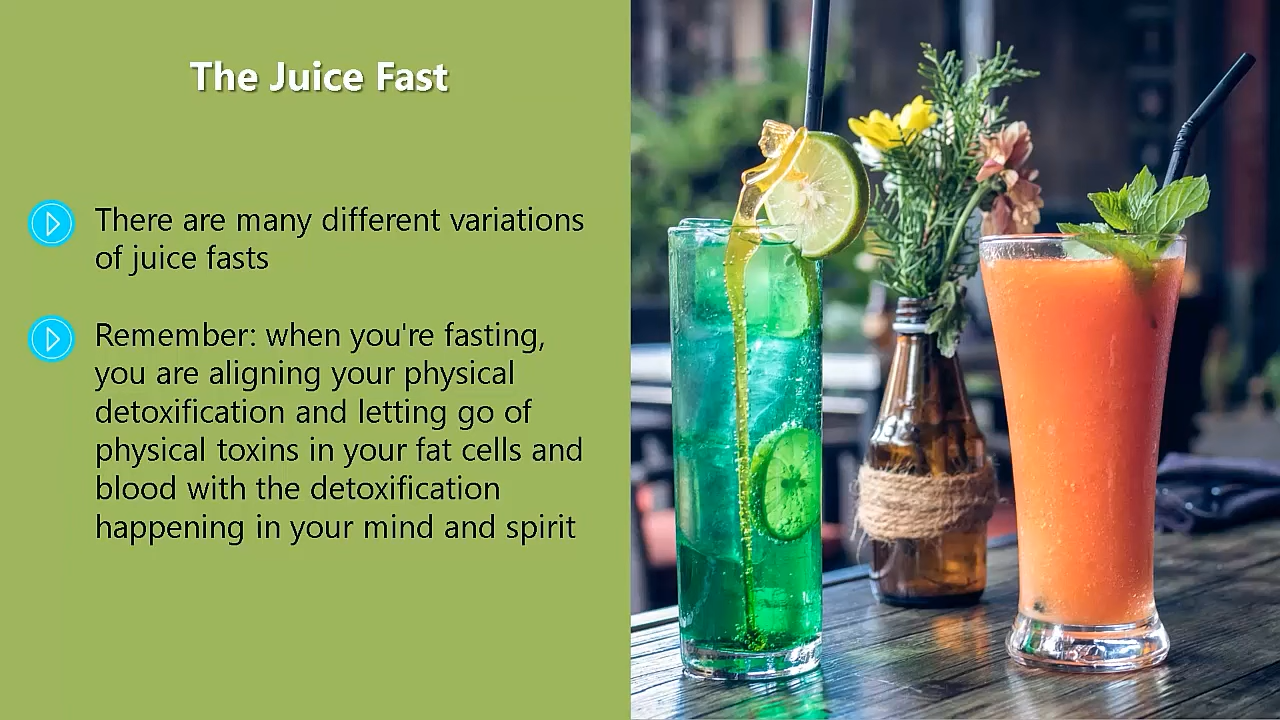 The Juice Fast
There are many different variations
of juice fasts
Remember: when you're fasting,
you are aligning your physical
detoxification and letting go of
physical toxins in your fat cells and
blood with the detoxification
happening in your mind and spirit